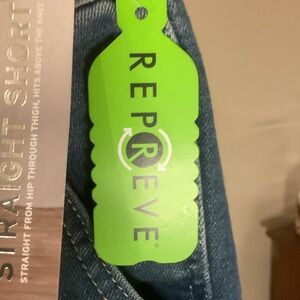 STRAIGHT SHORT
STRAIGHT FROM HIP THROUGH THIGH, HITS ABOVE THE KNEE
REPREVE®